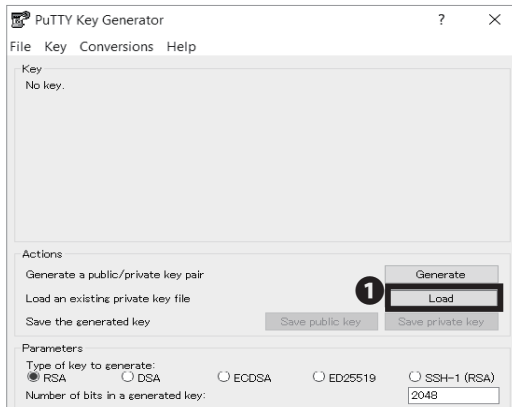 PuTTY Key Generator ? ×
File Key Conversions Help
Key
No key.
Actions
Generate a public/private key pair Generate
Load an existing private key file ❶ Load
Save the generated key Save public key Save private key
Parameters
Type of key to generate:
RSA DSA ECDSA ED25519 SSH-1 (RSA)
Number of bits in a generated key: 2048